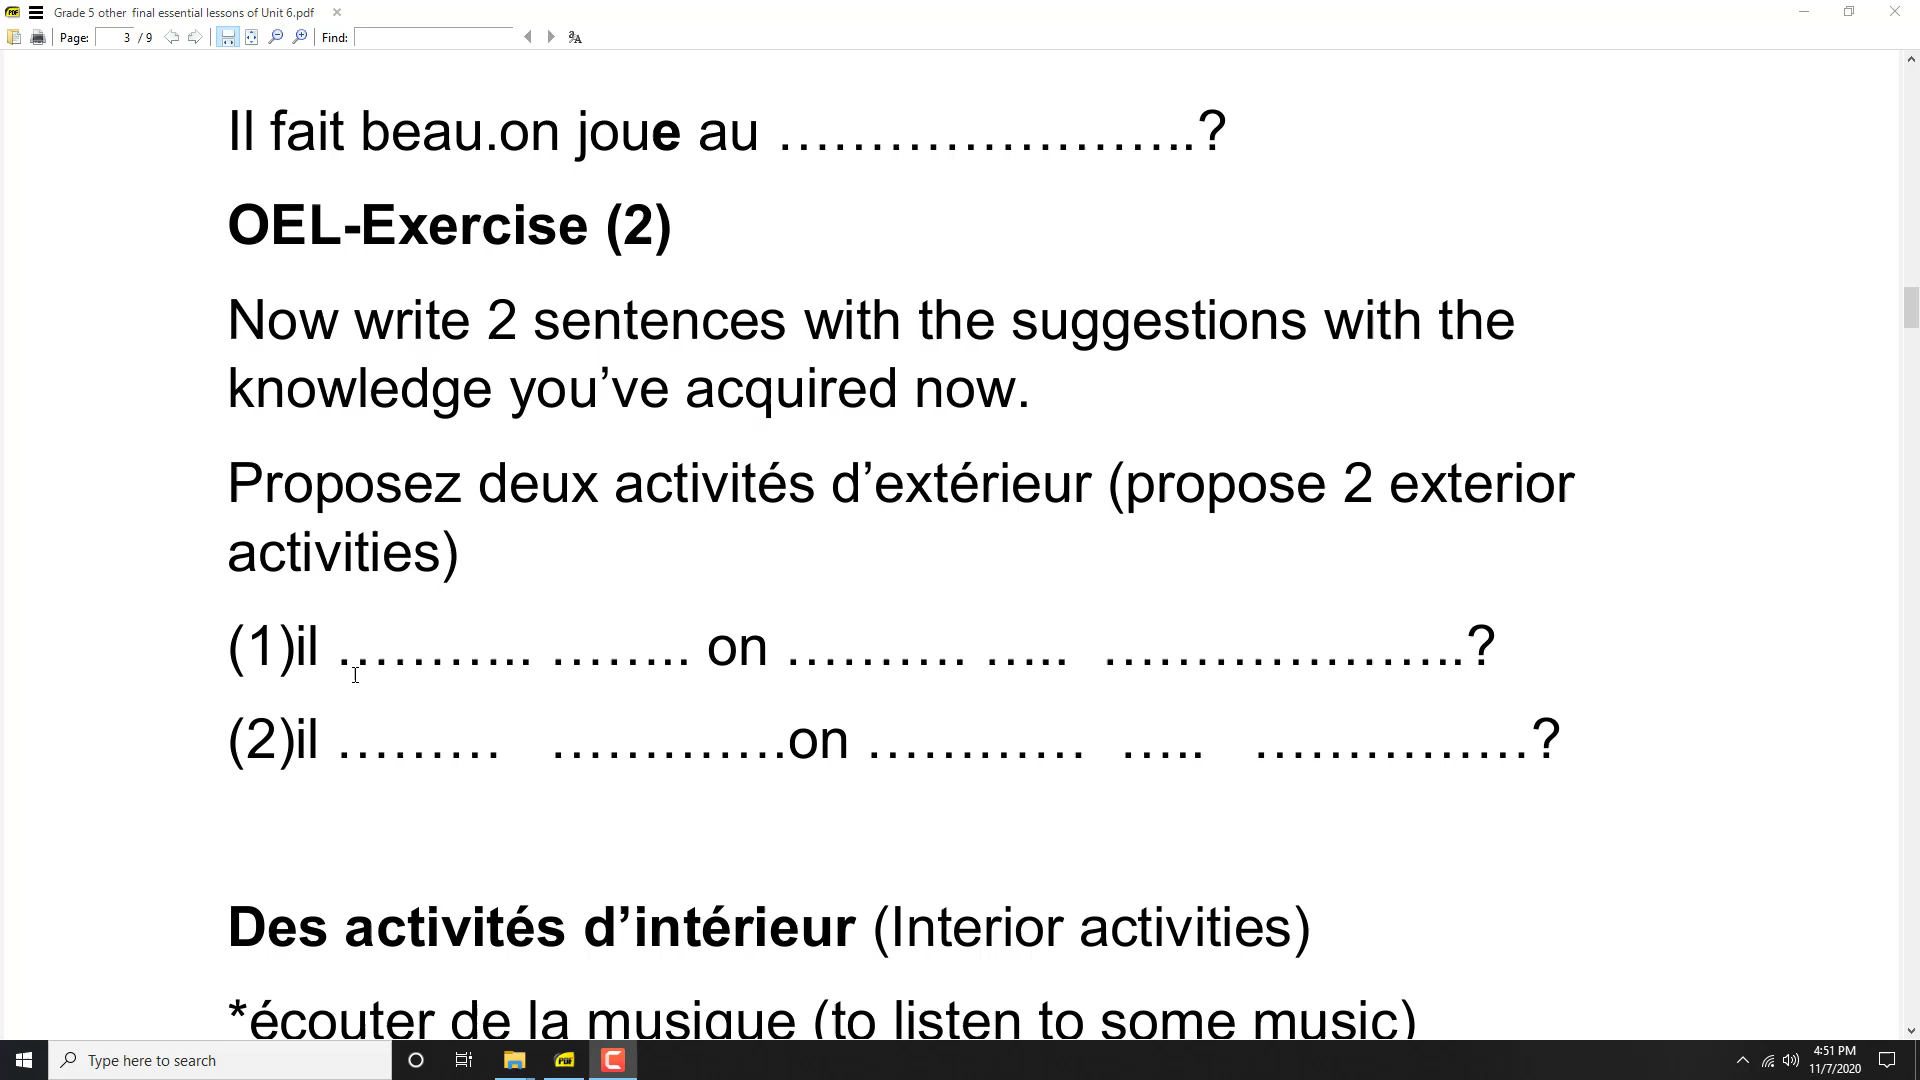 Grade 5 other  final essential lessons of Unit 6.pdf
Page: 3 / 9 Find:
Il fait beau.on joue au …………………..?
OEL-Exercise (2)
Now write 2 sentences with the suggestions with the
knowledge you’ve acquired now.
Proposez deux activités d’extérieur (propose 2 exterior
activities)
(1)il ……….. …….. on ………. ….. ………………..?
(2)il ……… ………….on ………… ….. ……………?
Des activités d’intérieur (Interior activities)
*écouter de la musique (to listen to some music)
Type here to search
4:51 PM
11/7/2020